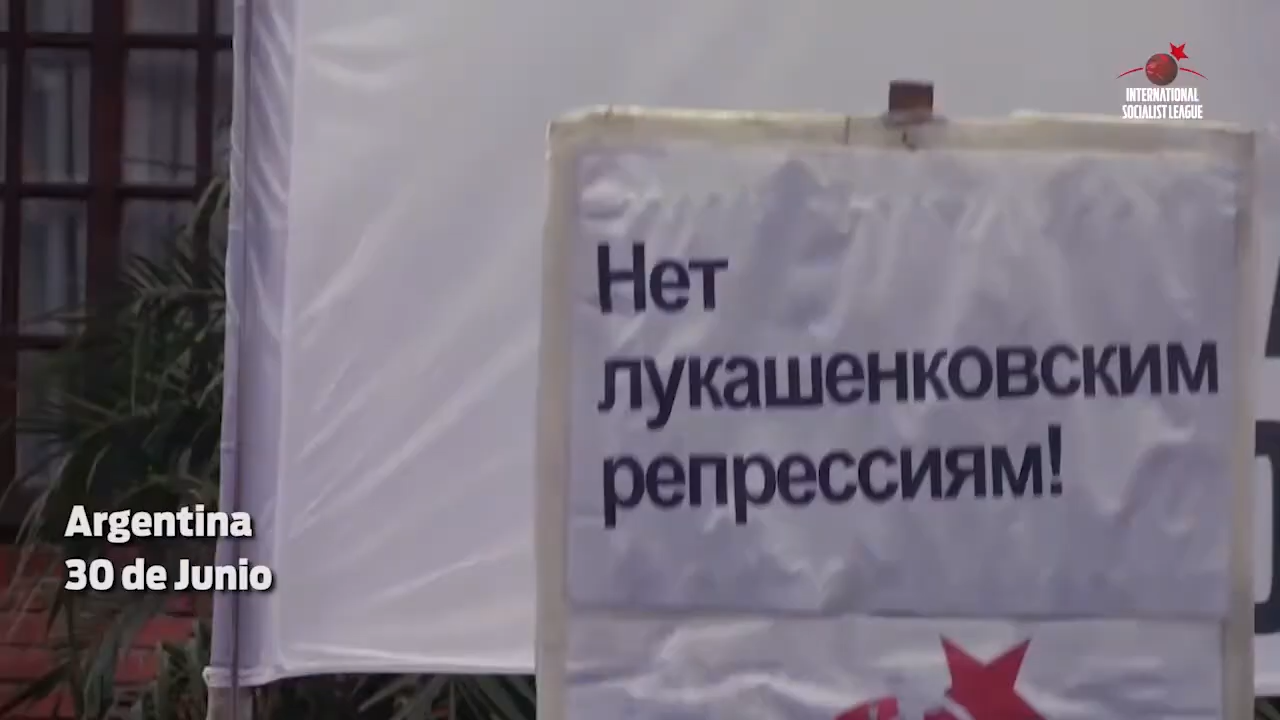 INTERNATIONAL
SOCIALIST LEAGUE
Нет
лукашенковским
репрессиям!
Argentina
30 de Junio